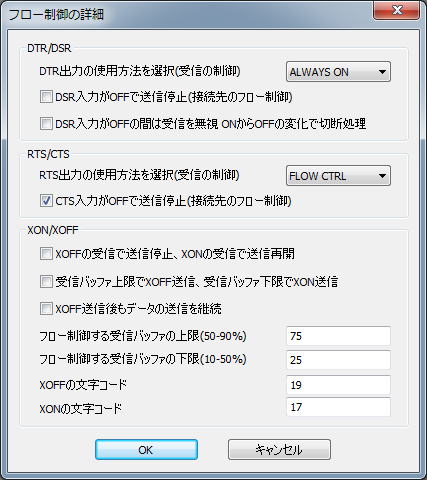 フロー制御の詳細
DTR/DSR
DTR出力の使用方法を選択(受信の制御) ALWAYS ON
DSR入力がOFFで送信停止(接続先のフロー制御)
DSR入力がOFFの間は受信を無視 ONからOFFの変化で切断処理
RTS/CTS
RTS出力の使用方法を選択(受信の制御) FLOW CTRL
CTS入力がOFFで送信停止(接続先のフロー制御)
XON/XOFF
XOFFの受信で送信停止、XONの受信で送信再開
受信バッファ上限でXOFF送信、受信バッファ下限でXON送信
XOFF送信後もデータの送信を継続
フロー制御する受信バッファの上限(50-90%) 75
フロー制御する受信バッファの下限(10-50%) 25
XOFFの文字コード 19
XONの文字コード 17
OK キャンセル